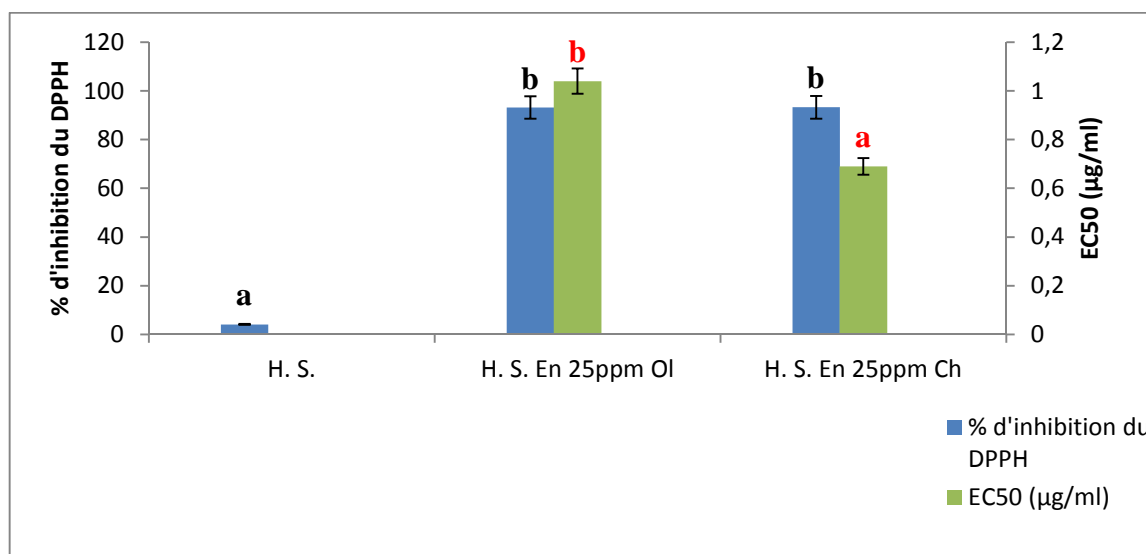 % d'inhibition du DPPH
120
100
80
60
40
20
0
a
b
b
b
a
1,2
1
0,8
0,6
0,4
0,2
0
EC50 (µg/ml)
H. S.
H. S. En 25ppm Ol
H. S. En 25ppm Ch
% d'inhibition du
DPPH
EC50 (µg/ml)